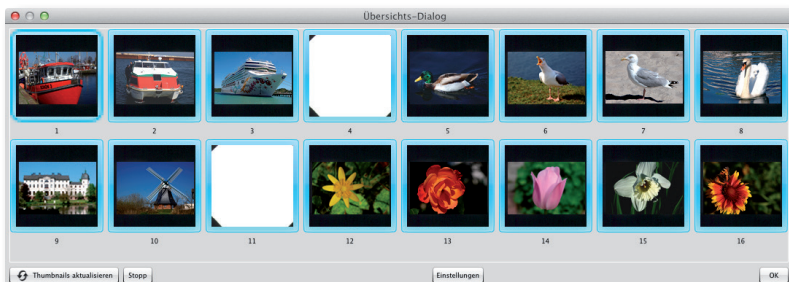 Übersichts-Dialog
1 2 3 4 5 6 7 8
9 10 11 12 13 14 15 16
Thumbnails aktualisieren Stopp Einstellungen OK